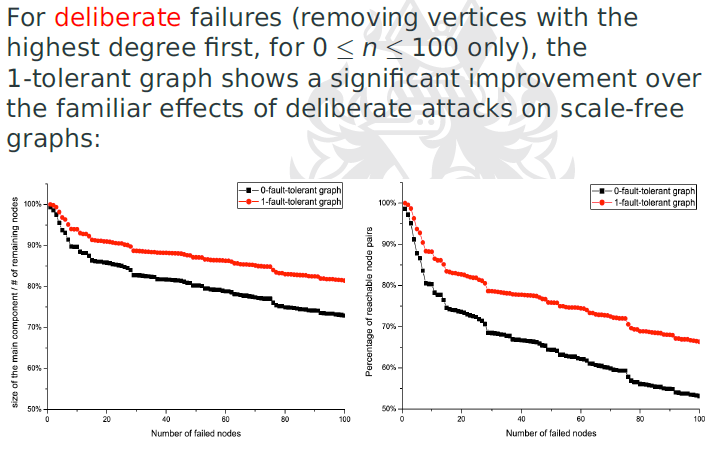 For deliberate failures (removing vertices with the
highest degree first, for 0 ≤ n ≤ 100 only), the
1-tolerant graph shows a significant improvement over
the familiar effects of deliberate attacks on scale-free
graphs:
size of the main component / # of remaining nodes
100%
90%
80%
70%
60%
50%
0-fault-tolerant graph
1-fault-tolerant graph
0 20 40 60 80 100
Number of failed nodes
Percentage of reachable node pairs
100%
90%
80%
70%
60%
50%
0-fault-tolerant graph
1-fault-tolerant graph
0 20 40 60 80 100
Number of failed nodes